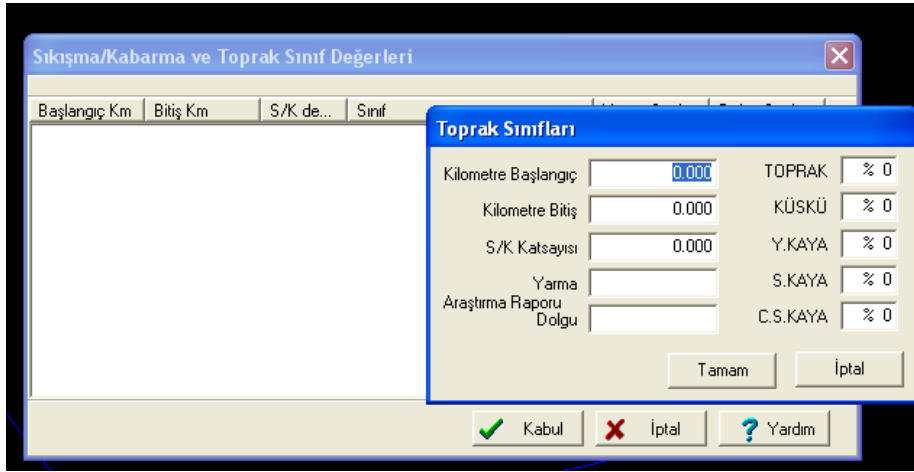 Sıkışma/Kabarma ve Toprak Sınıf Değerleri
Başlangıç Km Bitiş Km S/K de... Sınıf
Toprak Sınıfları
Kilometre Başlangıç 0.000 TOPRAK % 0
Kilometre Bitiş 0.000 KÜSKÜ % 0
S/K Katsayısı 0.000 Y.KAYA % 0
Yarma S.KAYA % 0
Araştırma Raporu
Dolgu C.S.KAYA % 0
Tamam İptal
Kabul İptal ? Yardım